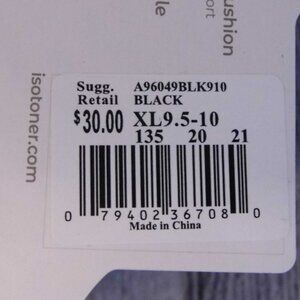 Sugg. A96049BLK910
Retail BLACK
$30.00 XL9.5-10
135 20 21
0 79402 36708 0
Made in China
isotoner.com
ushion